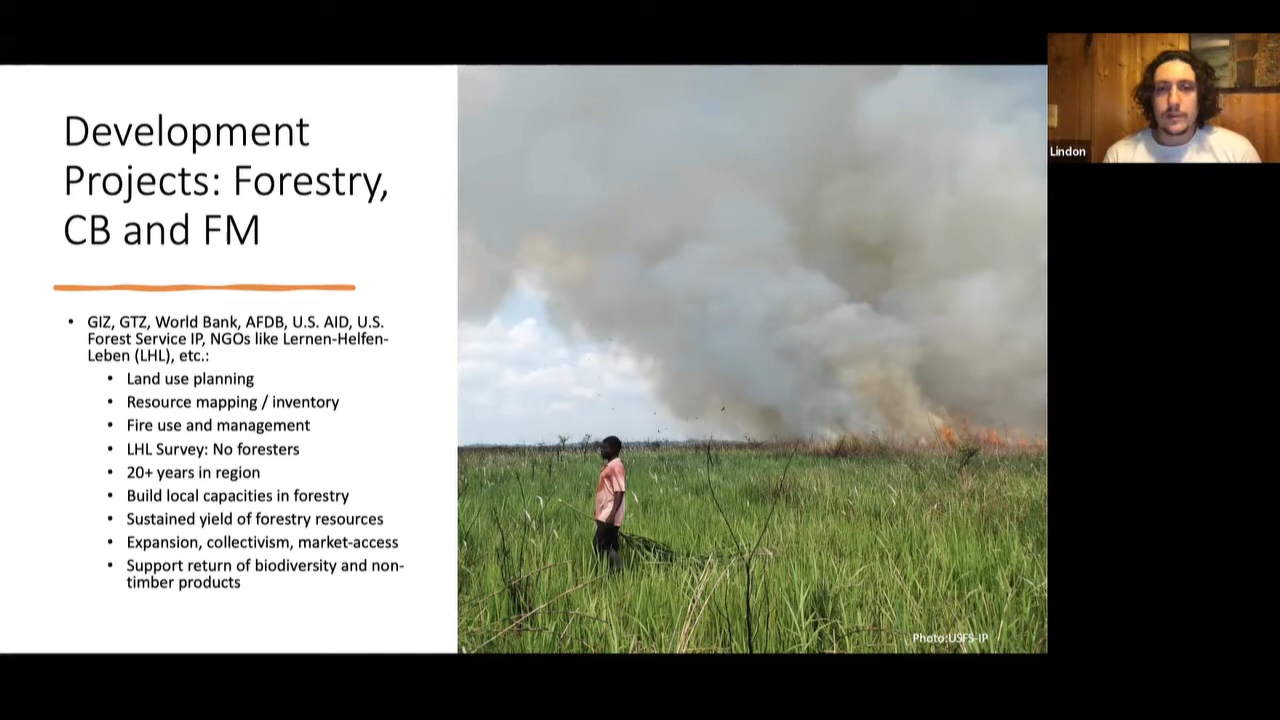 Development
Projects: Forestry,
CB and FM
• GIZ, GTZ, World Bank, AFDB, U.S. AID, U.S.
Forest Service IP, NGOs like Lernen-Helfen-
Leben (LHL), etc.:
• Land use planning
• Resource mapping / inventory
• Fire use and management
• LHL Survey: No foresters
• 20+ years in region
• Build local capacities in forestry
• Sustained yield of forestry resources
• Expansion, collectivism, market-access
• Support return of biodiversity and non-
timber products
Photo:USFS-IP
Lindon